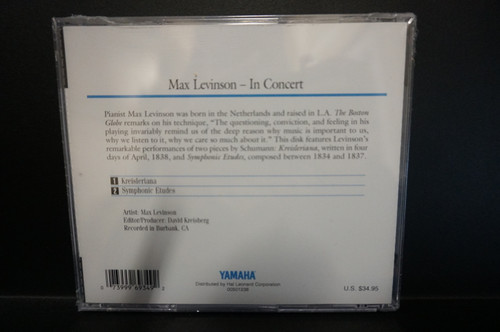 Max Levinson – In Concert
Pianist Max Levinson was born in the Netherlands and raised in L.A. The Boston
Globe remarks on his technique, "The questioning, conviction, and feeling in his
playing invariably remind us of the deep reason why music is important to us,
why we listen to it, why we care so much about it." This disk features Levinson's
remarkable performances of two pieces by Schumann: Kreisleriana, written in four
days of April, 1838, and Symphonic Etudes, composed between 1834 and 1837.
1 Kreisleriana
2 Symphonic Etudes
Artist: Max Levinson
Editor/Producer: David Kreisberg
Recorded in Burbank, CA
YAMAHA
Distributed by Hal Leonard Corporation
U.S. $34.95
0 73999